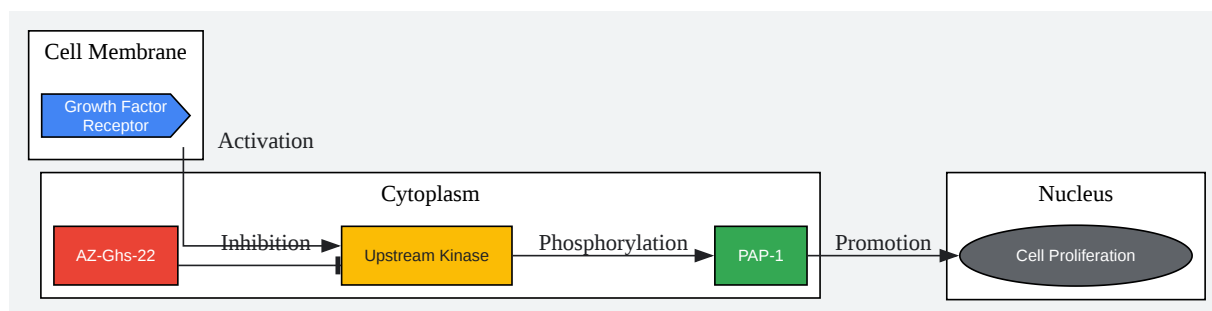 Cell Membrane
Growth Factor
Receptor
Activation
Cytoplasm
Nucleus
AZ-Ghs-22
Inhibition
Upstream Kinase
Phosphorylation
PAP-1
Promotion
Cell Proliferation